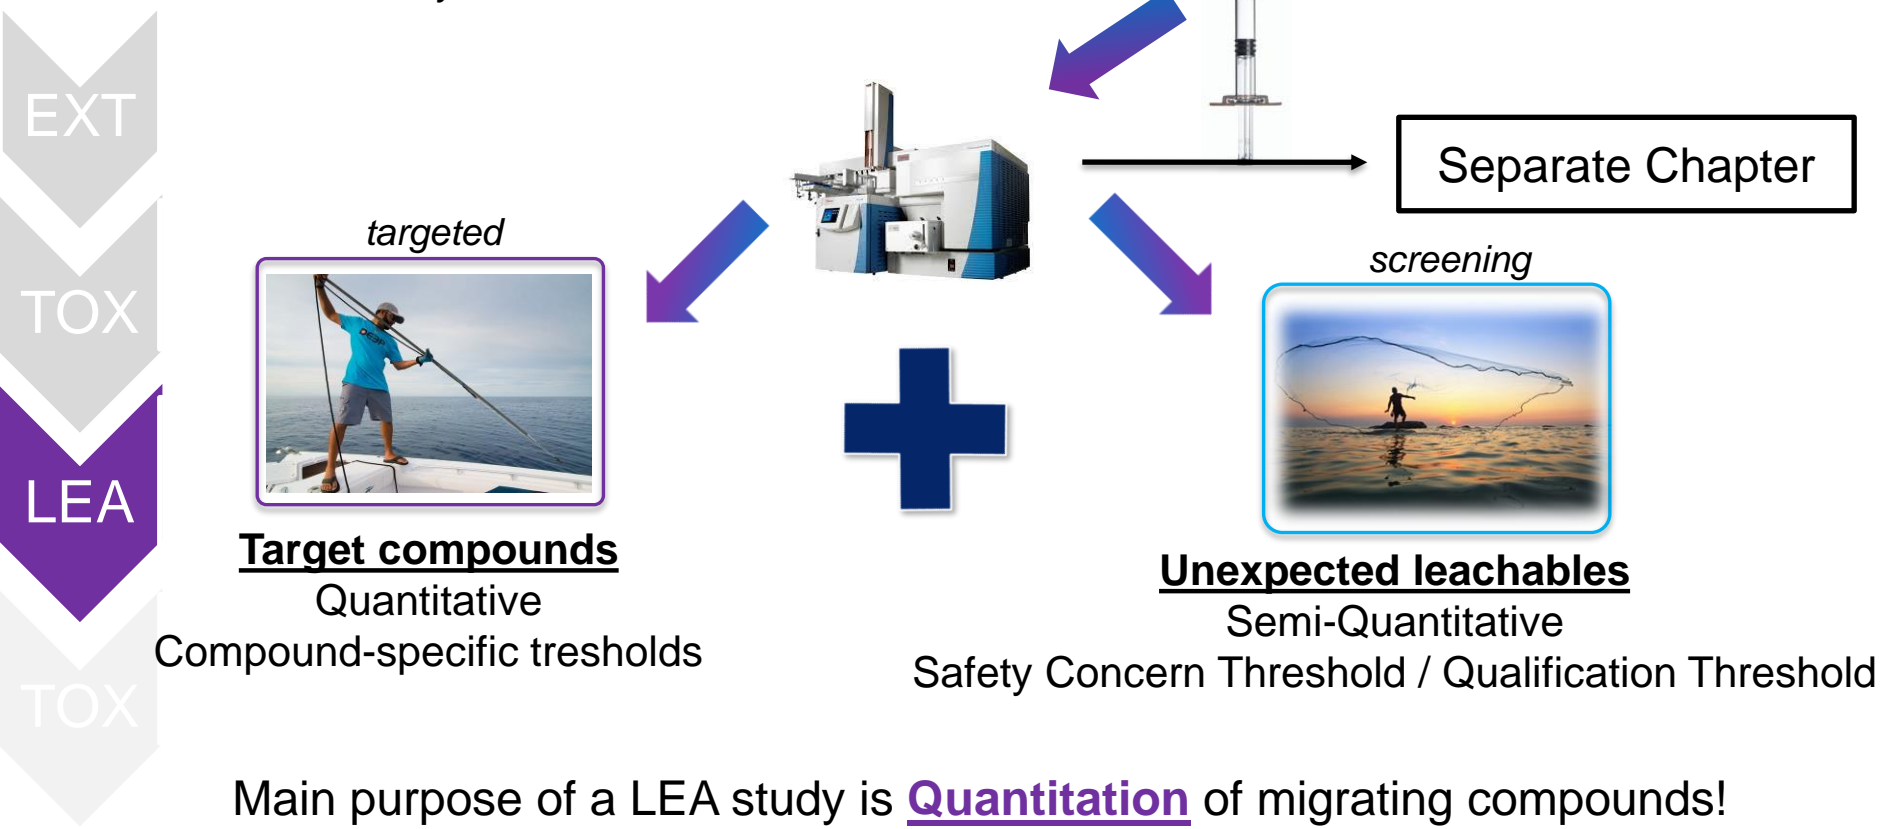 EXT
Separate Chapter
targeted
screening
TOX
LEA
Target compounds
Quantitative
Compound-specific tresholds
Unexpected leachables
Semi-Quantitative
Safety Concern Threshold / Qualification Threshold
TOX
Main purpose of a LEA study is Quantitation of migrating compounds!